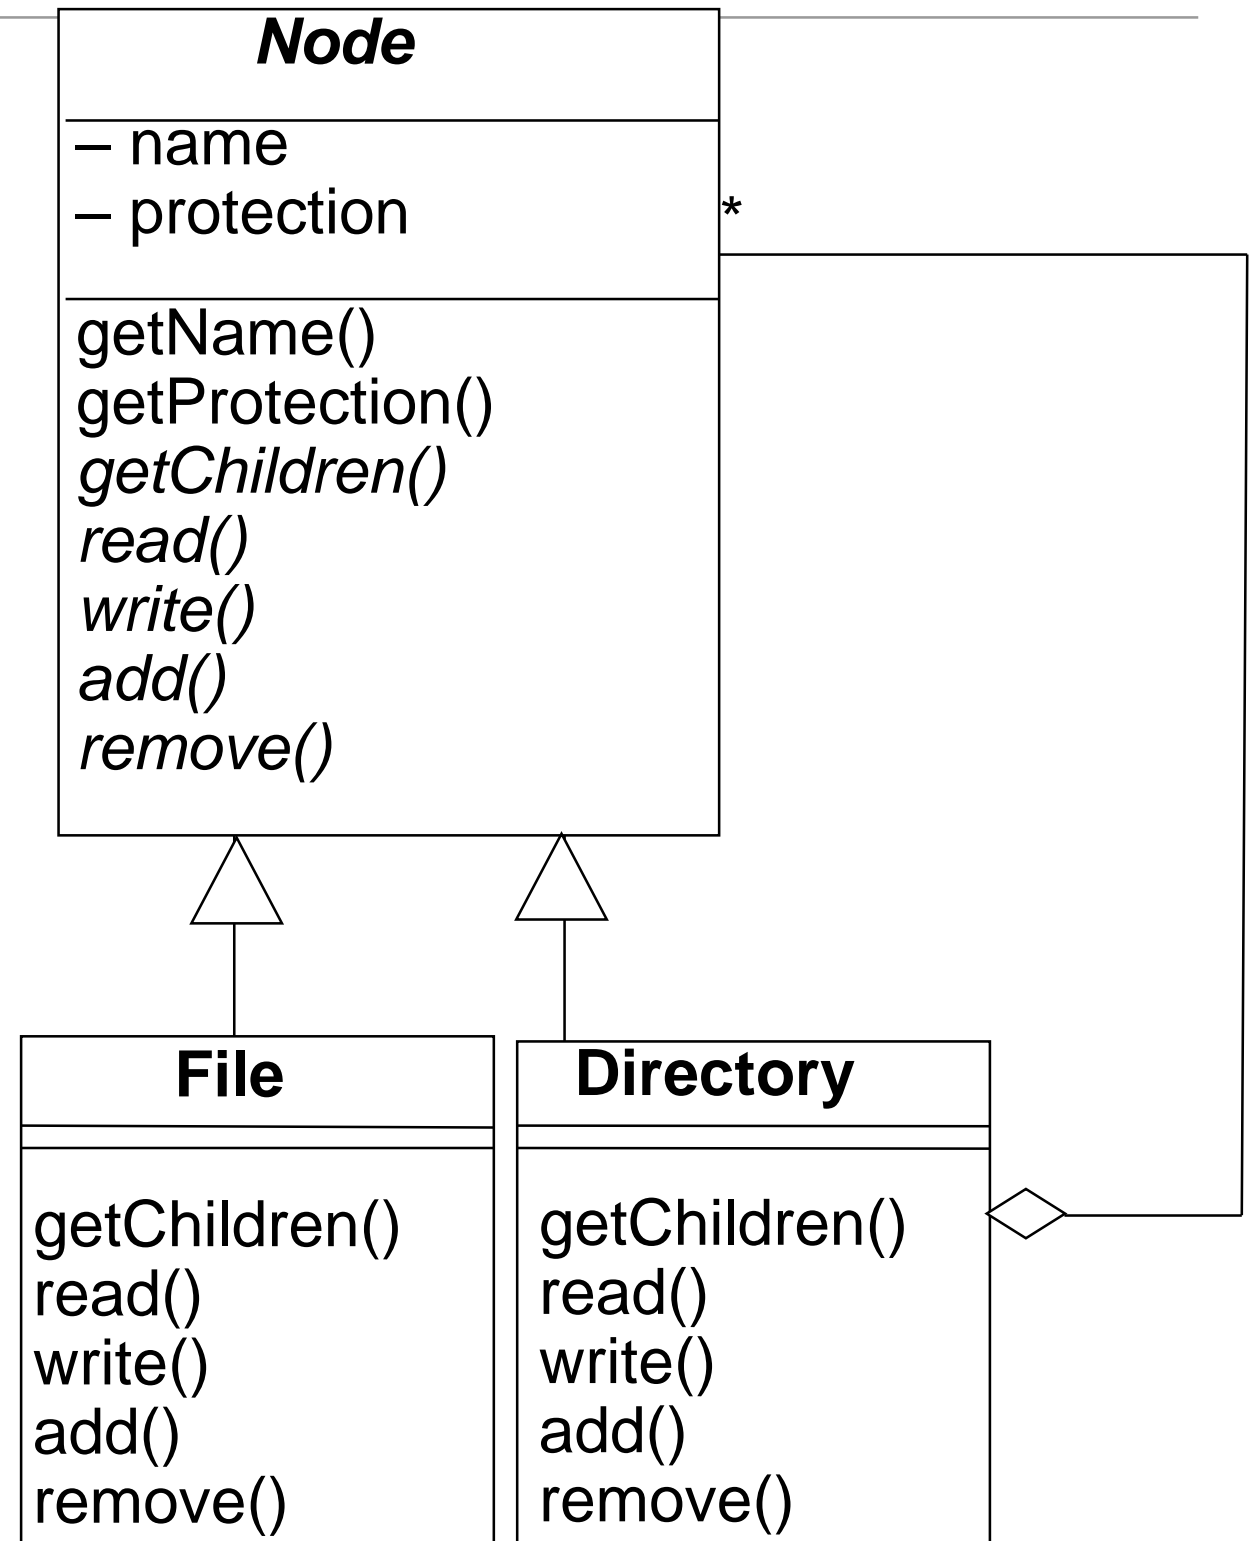 Node
– name
– protection
*
getName()
getProtection()
getChildren()
read()
write()
add()
remove()
File
getChildren()
read()
write()
add()
remove()
Directory
getChildren()
read()
write()
add()
remove()